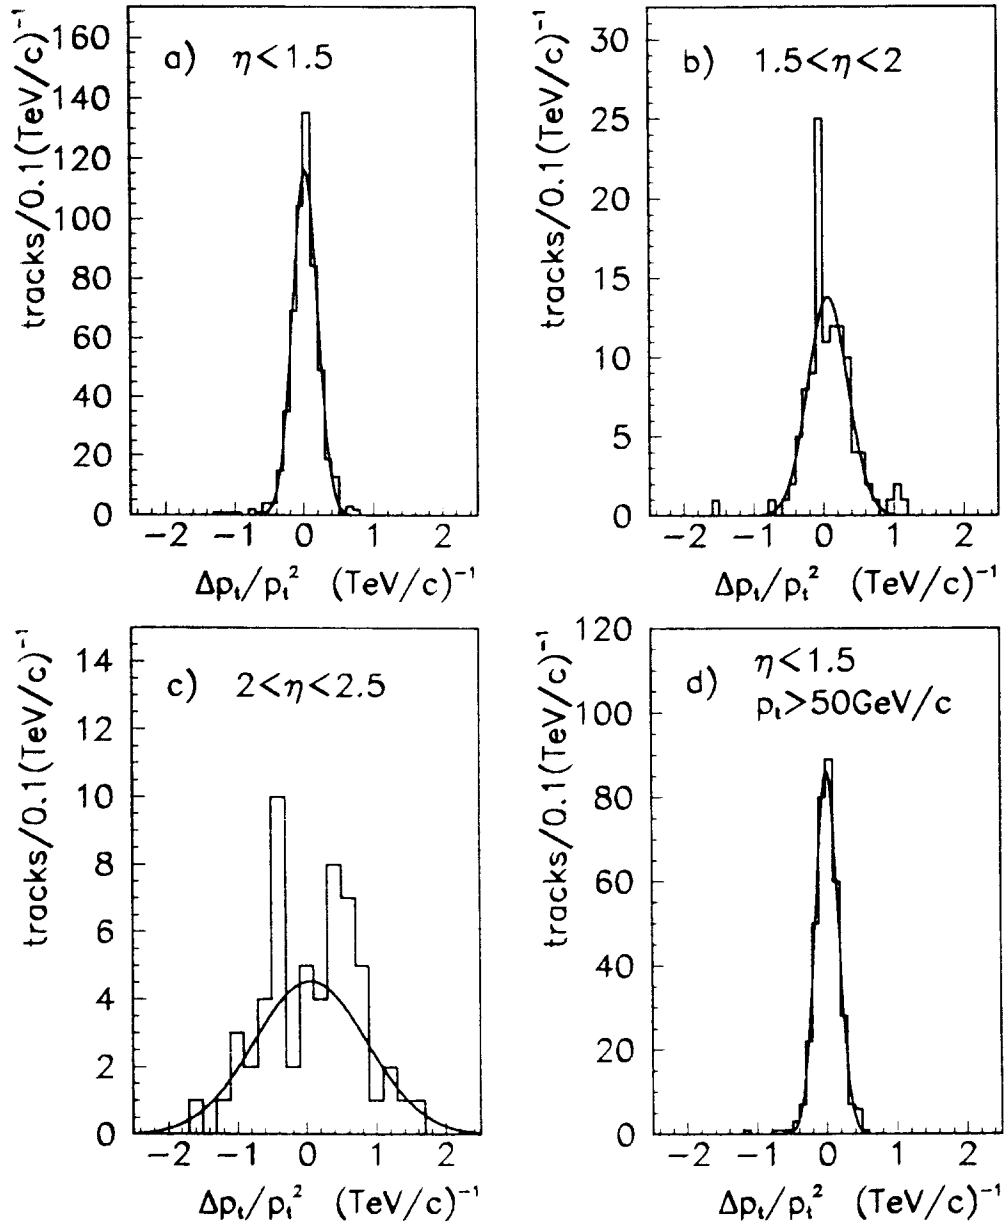 a) η<1.5
tracks/0.1(TeV/c)⁻¹
160
140
120
100
80
60
40
20
0
−2 −1 0 1 2
Δpₜ/pₜ² (TeV/c)⁻¹
b) 1.5<η<2
tracks/0.1(TeV/c)⁻¹
30
25
20
15
10
5
0
−2 −1 0 1 2
Δpₜ/pₜ² (TeV/c)⁻¹
c) 2<η<2.5
tracks/0.1(TeV/c)⁻¹
14
12
10
8
6
4
2
0
−2 −1 0 1 2
Δpₜ/pₜ² (TeV/c)⁻¹
d) η<1.5
pₜ>50GeV/c
tracks/0.1(TeV/c)⁻¹
120
100
80
60
40
20
0
−2 −1 0 1 2
Δpₜ/pₜ² (TeV/c)⁻¹